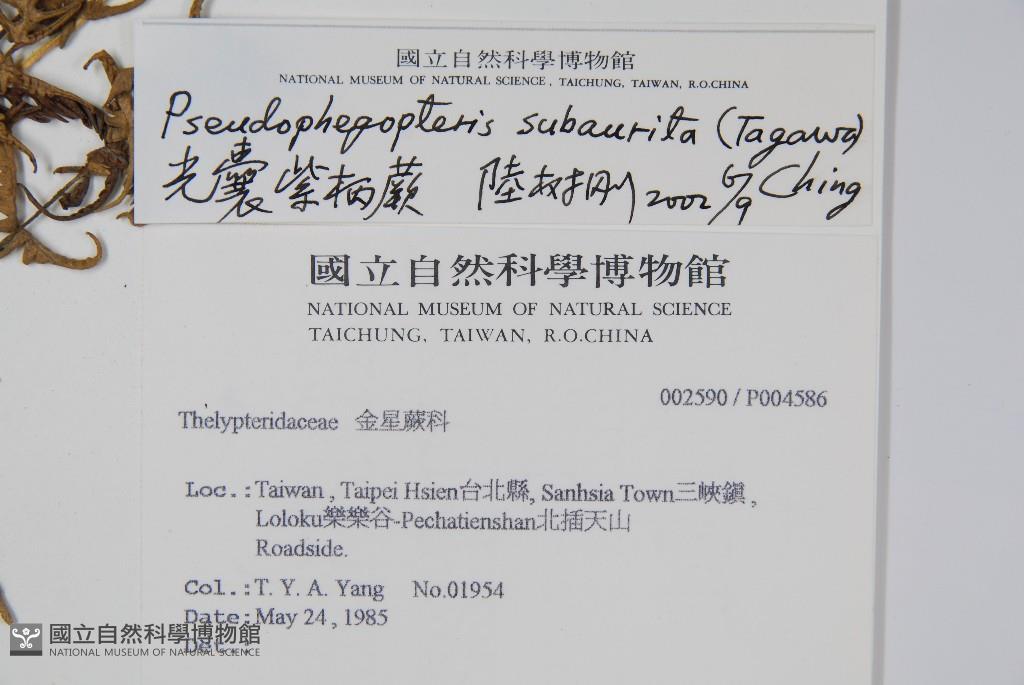 國立自然科學博物館
NATIONAL MUSEUM OF NATURAL SCIENCE, TAICHUNG, TAIWAN, R.O.CHINA
Pseudophegopteris subaurita (Tagawa)
光囊紫柄蕨 陸樹剛 2002 6/9 Ching
國立自然科學博物館
NATIONAL MUSEUM OF NATURAL SCIENCE
TAICHUNG, TAIWAN, R.O.CHINA
002590 / P004586
Thelypteridaceae 金星蕨科
Loc.:Taiwan , Taipei Hsien台北縣, Sanhsia Town三峽鎮 ,
Loloku樂樂谷-Pechatienshan北插天山
Roadside.
Col.:T. Y. A. Yang No.01954
Date:May 24 , 1985
Det.:
國立自然科學博物館
NATIONAL MUSEUM OF NATURAL SCIENCE